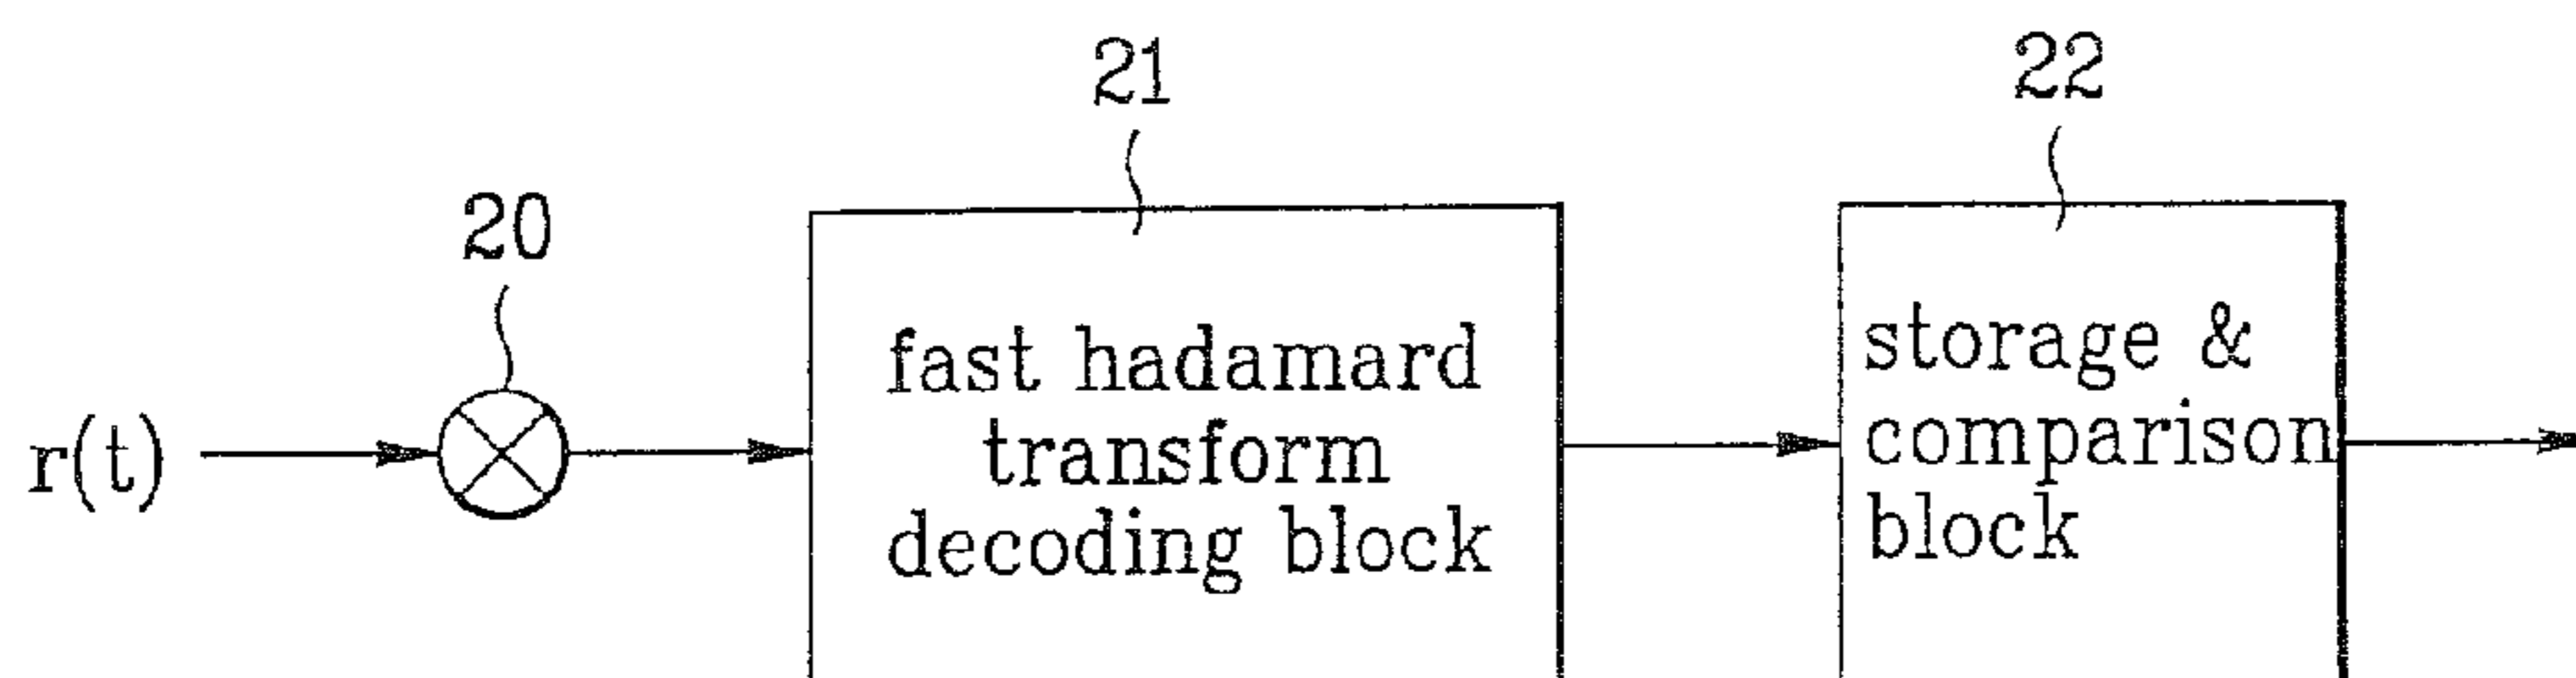 21
22
20
r(t)
fast hadamard
transform
decoding block
storage &
comparison
block